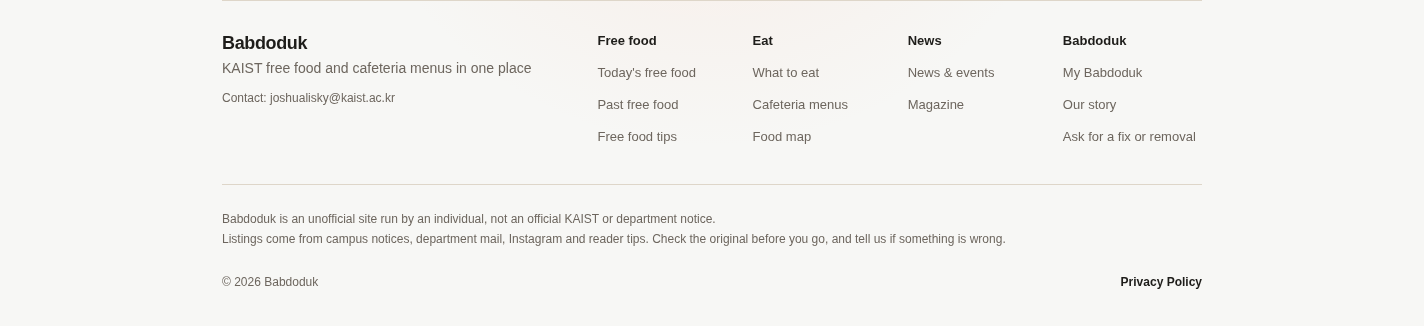 Babdoduk
KAIST free food and cafeteria menus in one place
Contact: joshualisky@kaist.ac.kr
Free food
Today's free food
Past free food
Free food tips
Eat
What to eat
Cafeteria menus
Food map
News
News & events
Magazine
Babdoduk
My Babdoduk
Our story
Ask for a fix or removal
Babdoduk is an unofficial site run by an individual, not an official KAIST or department notice.
Listings come from campus notices, department mail, Instagram and reader tips. Check the original before you go, and tell us if something is wrong.
© 2026 Babdoduk
Privacy Policy